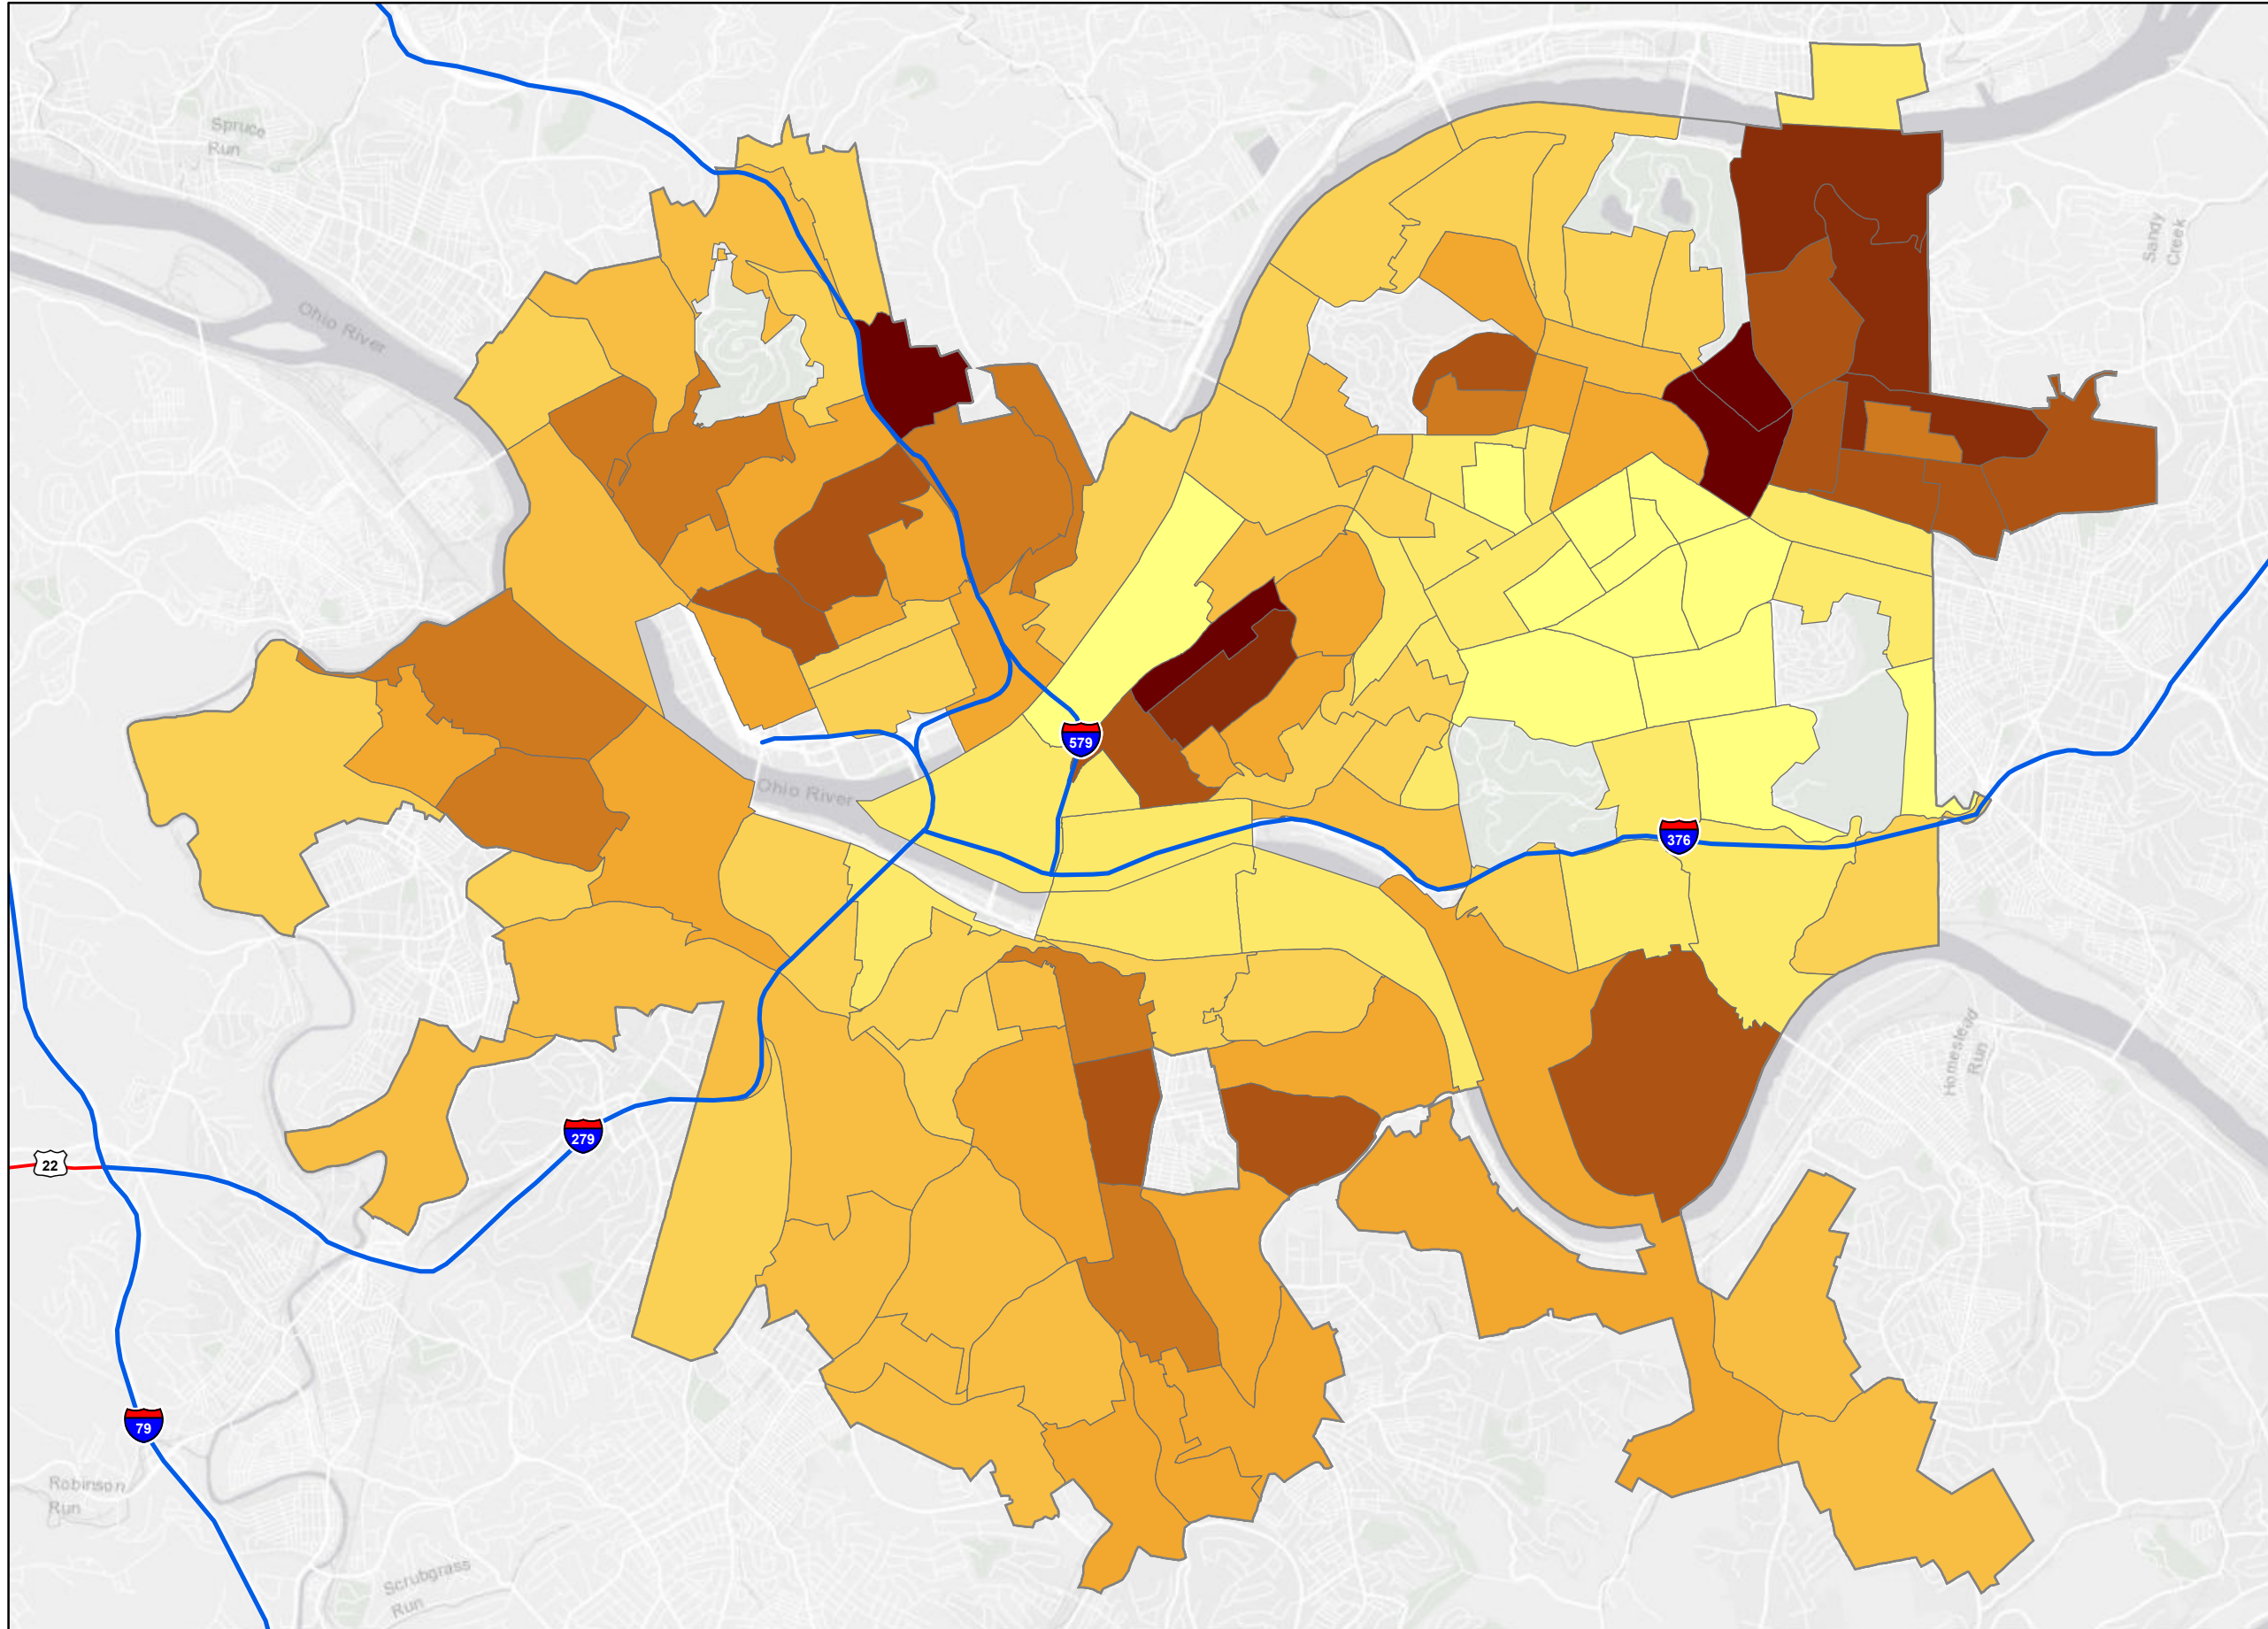 Spruce
Run
Sandy
Creek
Ohio River
579
Ohio River
376
Homestead
Run
279
22
79
Robinson
Run
Scrubgrass
Run